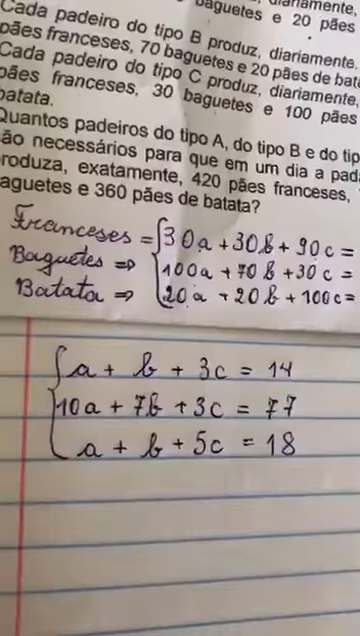 diariamente,
baguetes e 20 pães
Cada padeiro do tipo B produz, diariamente,
pães franceses, 70 baguetes e 20 pães de bata
Cada padeiro do tipo C produz, diariamente,
pães franceses, 30 baguetes e 100 pães
batata.
Quantos padeiros do tipo A, do tipo B e do tip
são necessários para que em um dia a pada
roduza, exatamente, 420 pães franceses,
aguetes e 360 pães de batata?
Franceses = 30a + 30b + 90c =
Baguetes ⇒ 100a + 70b + 30c =
Batata ⇒ 20a + 20b + 100c =
a + b + 3c = 14
10a + 7b + 3c = 77
a + b + 5c = 18